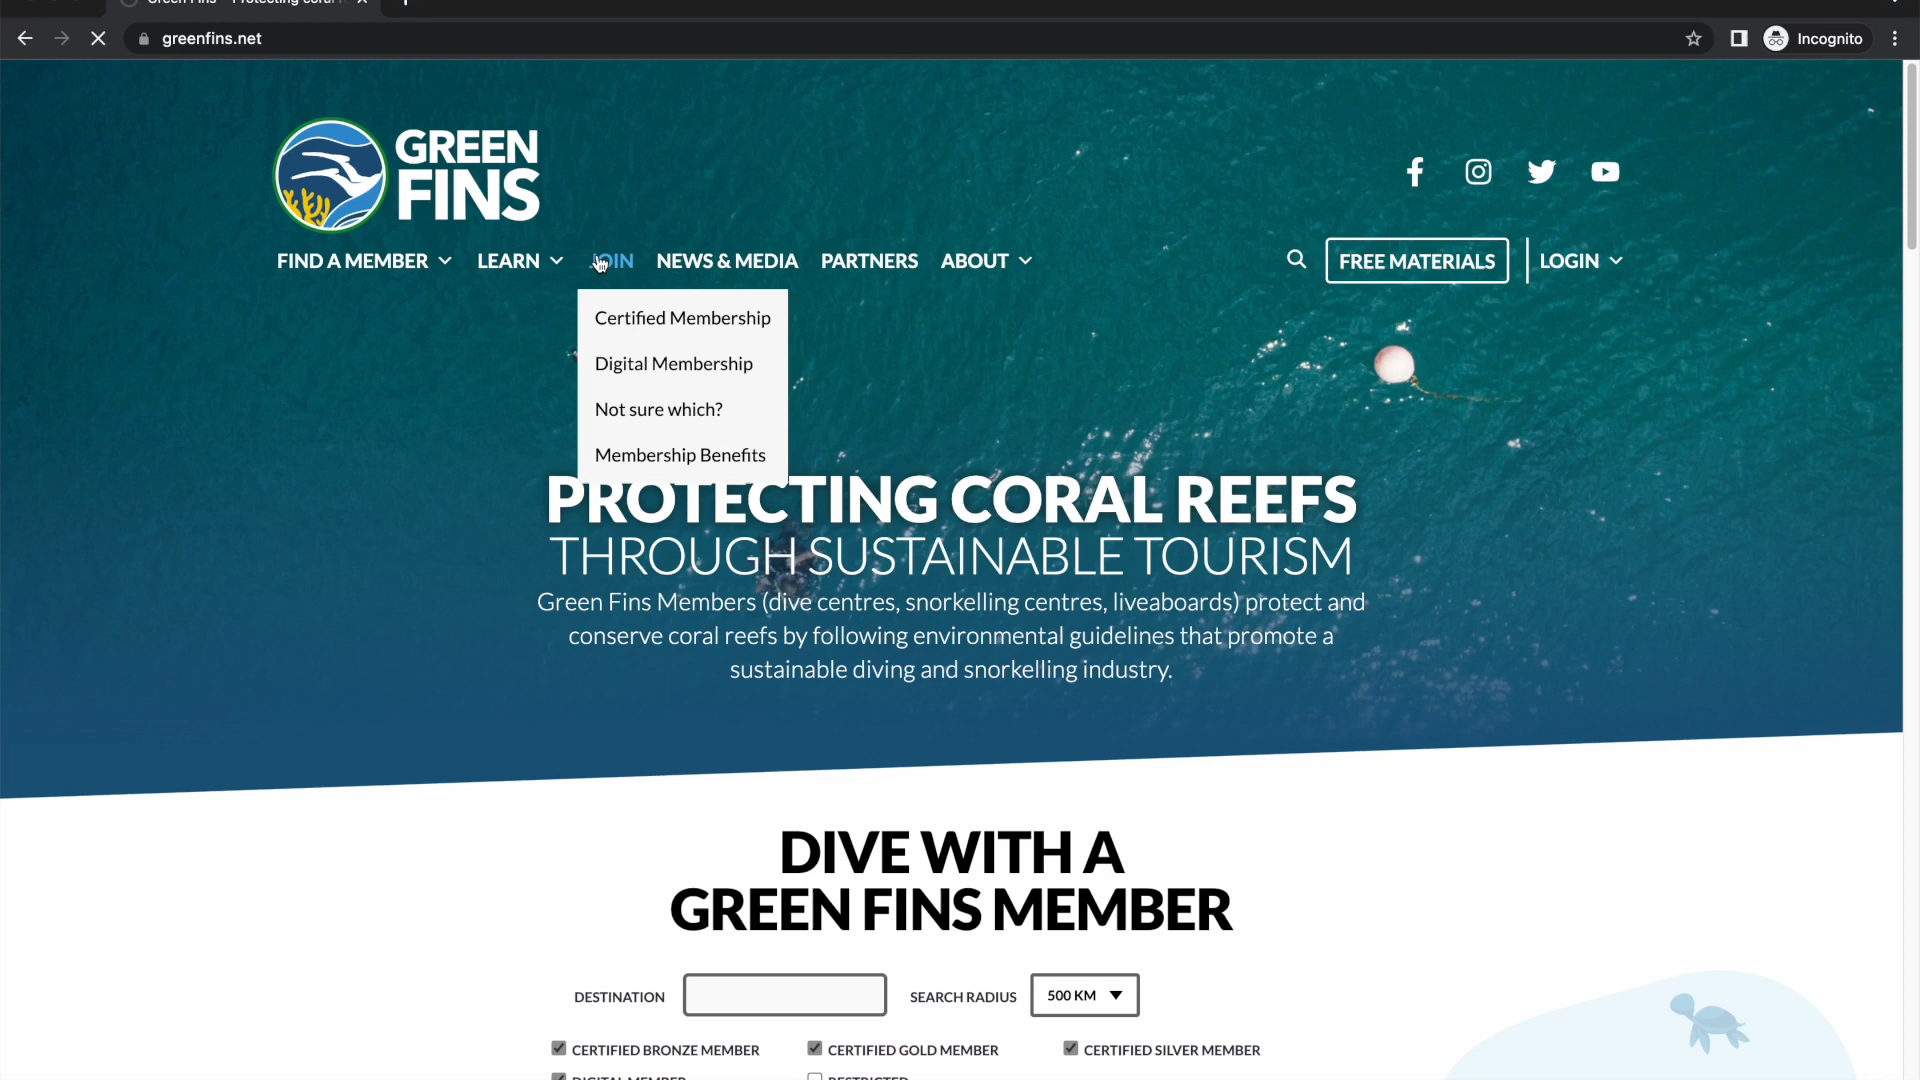 greenfins.net
Incognito
GREEN
FINS
FIND A MEMBER
LEARN
JOIN
NEWS & MEDIA
PARTNERS
ABOUT
FREE MATERIALS
LOGIN
Certified Membership
Digital Membership
Not sure which?
Membership Benefits
PROTECTING CORAL REEFS
THROUGH SUSTAINABLE TOURISM
Green Fins Members (dive centres, snorkelling centres, liveaboards) protect and
conserve coral reefs by following environmental guidelines that promote a
sustainable diving and snorkelling industry.
DIVE WITH A
GREEN FINS MEMBER
DESTINATION
SEARCH RADIUS
500 KM
CERTIFIED BRONZE MEMBER
CERTIFIED GOLD MEMBER
CERTIFIED SILVER MEMBER